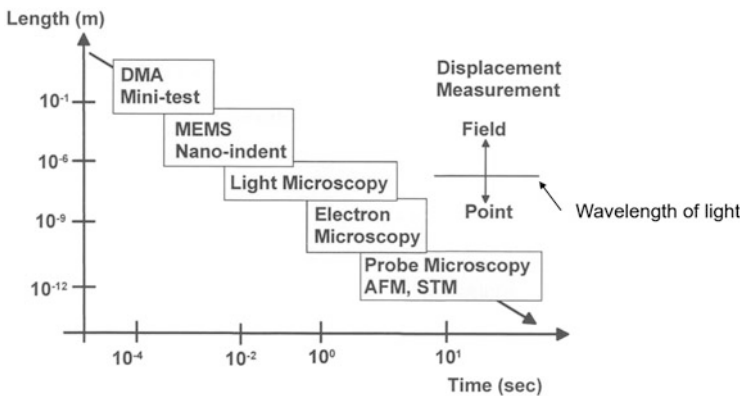 Length (m)
DMA
Mini-test
Displacement
Measurement
10⁻¹
MEMS
Nano-indent
Field
10⁻⁶
Light Microscopy
Electron
Microscopy
Point
Wavelength of light
10⁻⁹
Probe Microscopy
AFM, STM
10⁻¹²
10⁻⁴
10⁻²
10⁰
10¹
Time (sec)